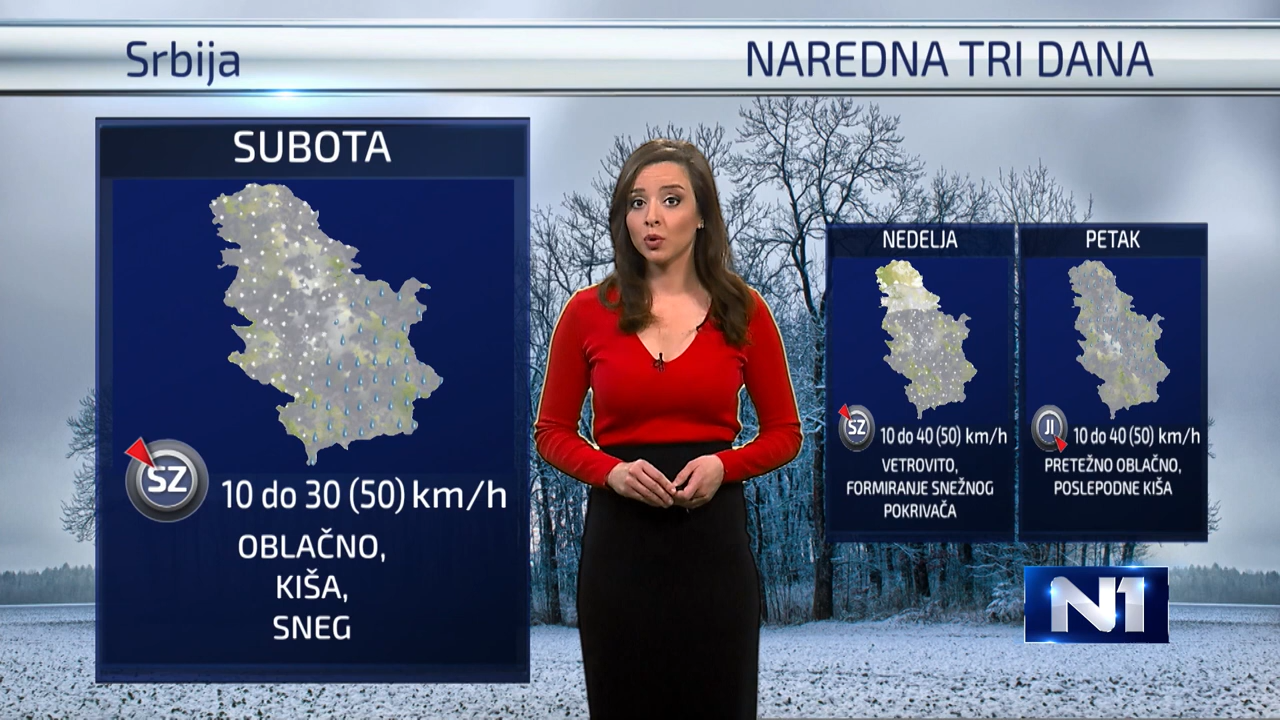 Srbija
NAREDNA TRI DANA
SUBOTA
SZ
10 do 30 (50) km/h
OBLAČNO,
KIŠA,
SNEG
NEDELJA
SZ
10 do 40 (50) km/h
VETROVITO,
FORMIRANJE SNEŽNOG
POKRIVAČA
PETAK
JI
10 do 40 (50) km/h
PRETEŽNO OBLAČNO,
POSLEPODNE KIŠA
N1